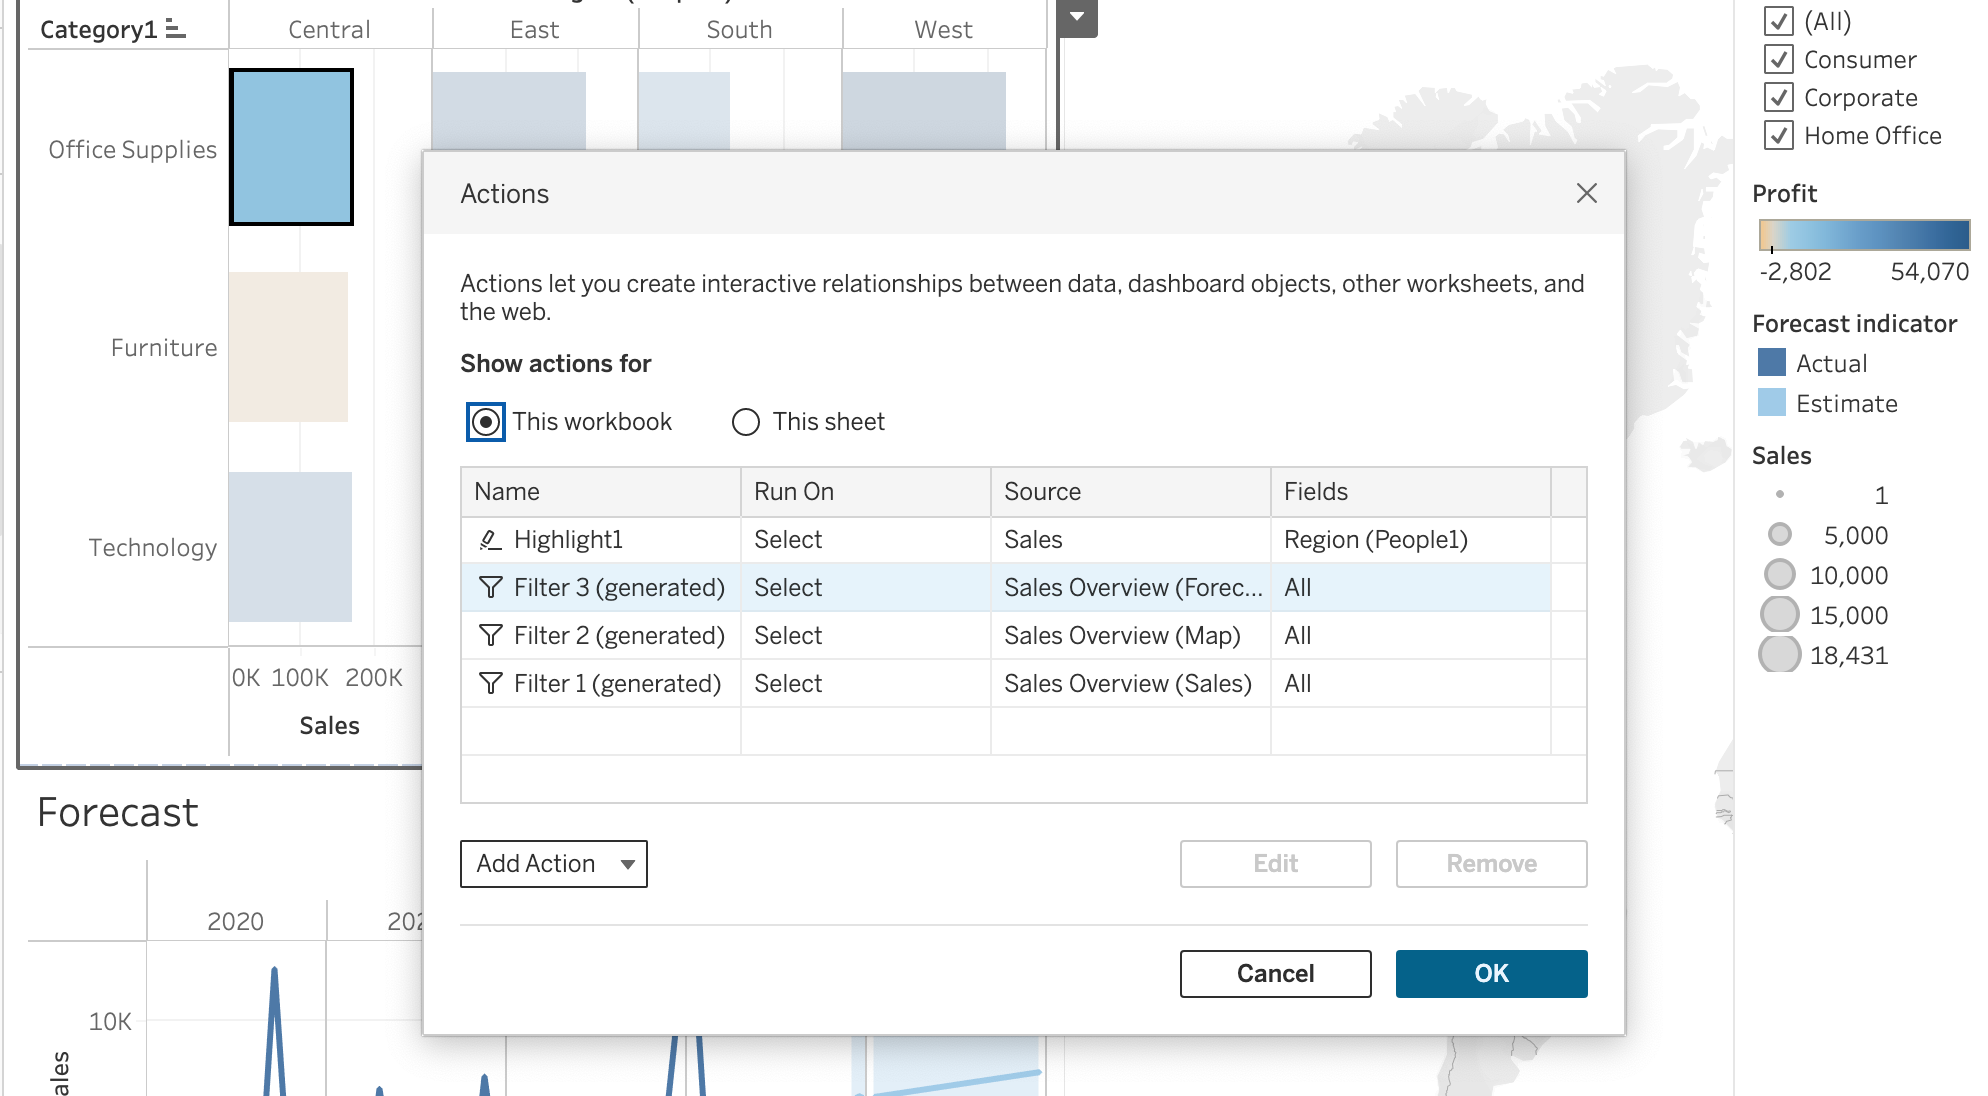 Category1
Central
East
South
West
Office Supplies
Furniture
Technology
0K 100K 200K
Sales
Forecast
2020
10K
Actions
Actions let you create interactive relationships between data, dashboard objects, other worksheets, and
the web.
Show actions for
This workbook
This sheet
Name Run On Source Fields
Highlight1 Select Sales Region (People1)
Filter 3 (generated) Select Sales Overview (Forec... All
Filter 2 (generated) Select Sales Overview (Map) All
Filter 1 (generated) Select Sales Overview (Sales) All
Add Action
Edit
Remove
Cancel
OK
(All)
Consumer
Corporate
Home Office
Profit
-2,802 54,070
Forecast indicator
Actual
Estimate
Sales
1
5,000
10,000
15,000
18,431